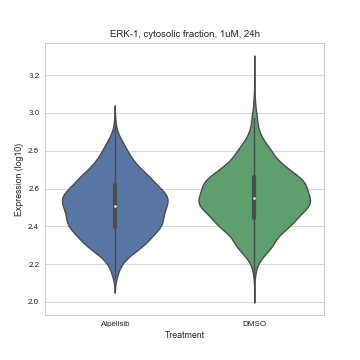 ERK-1, cytosolic fraction, 1uM, 24h
3.2
3.0
2.8
2.6
2.4
2.2
2.0
Expression (log10)
Alpelisib
DMSO
Treatment